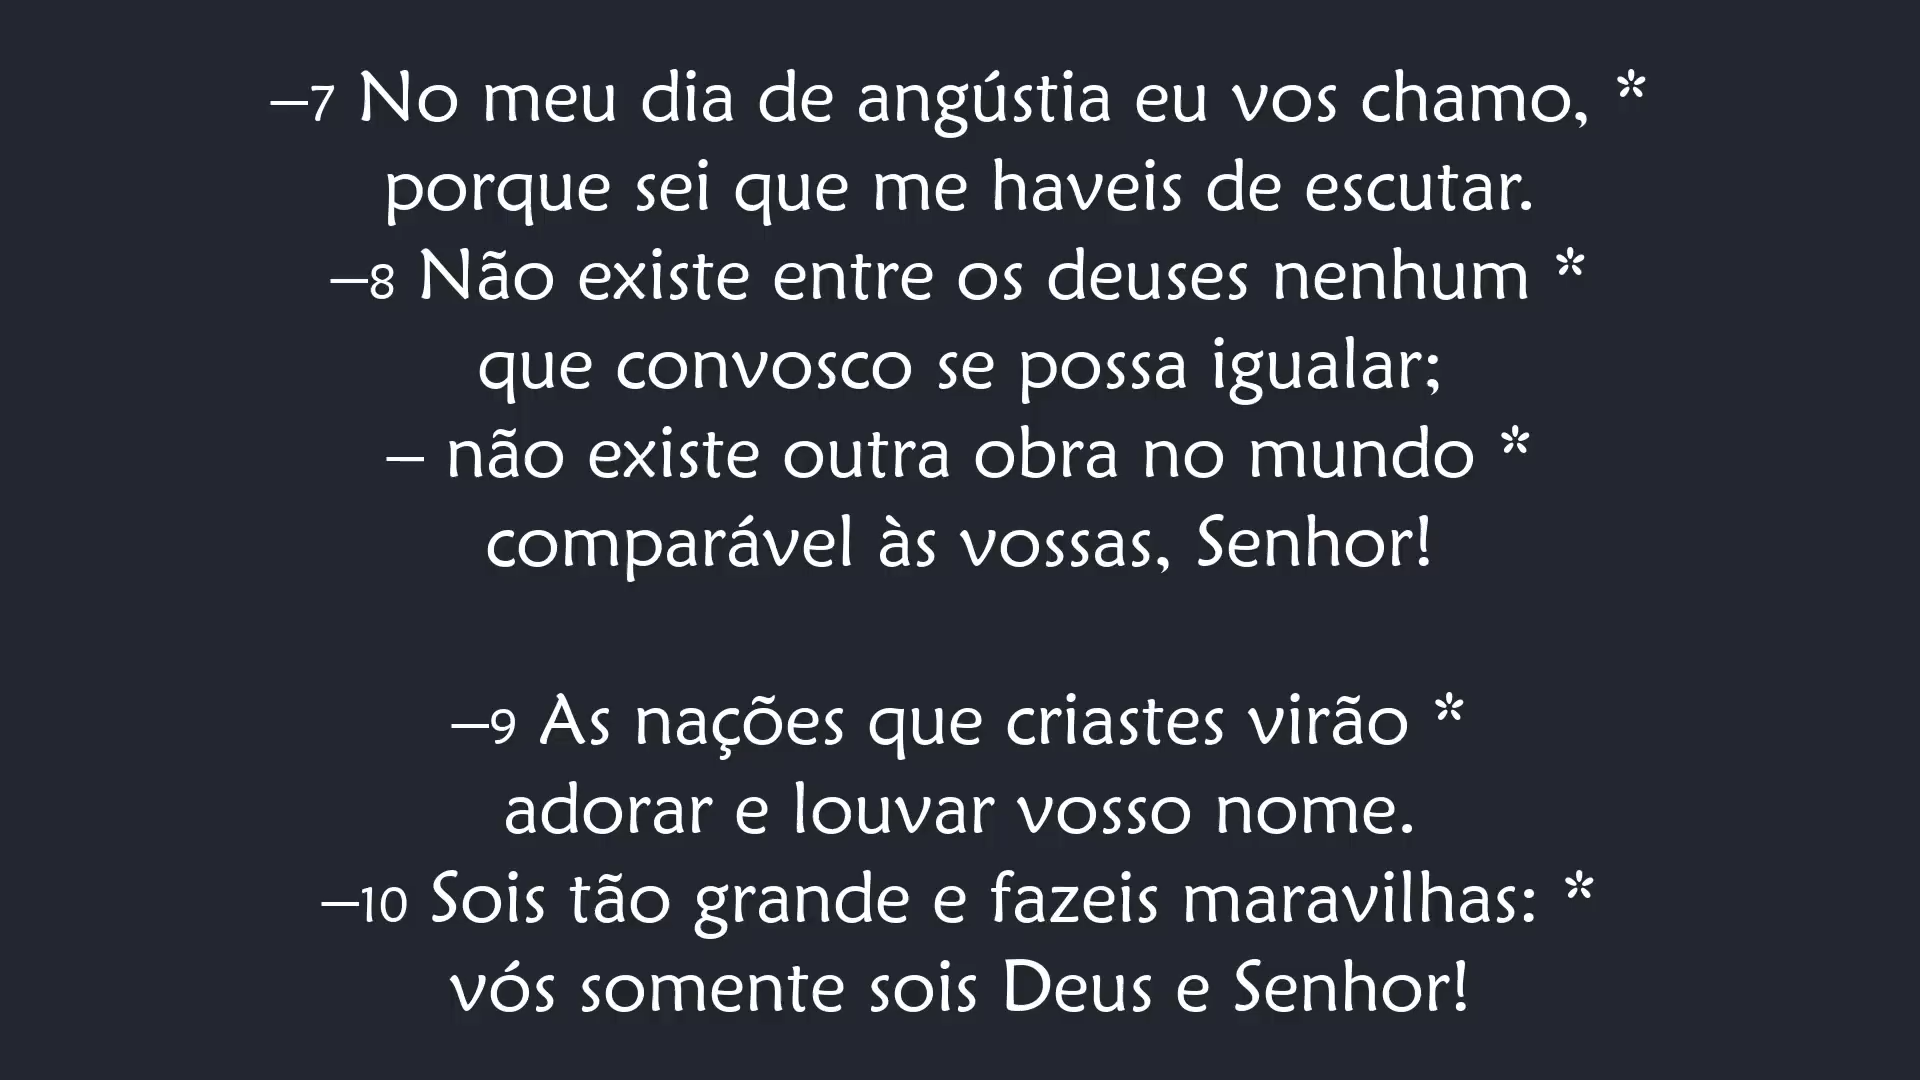 –7 No meu dia de angústia eu vos chamo, *
porque sei que me haveis de escutar.
–8 Não existe entre os deuses nenhum *
que convosco se possa igualar;
– não existe outra obra no mundo *
comparável às vossas, Senhor!
–9 As nações que criastes virão *
adorar e louvar vosso nome.
–10 Sois tão grande e fazeis maravilhas: *
vós somente sois Deus e Senhor!